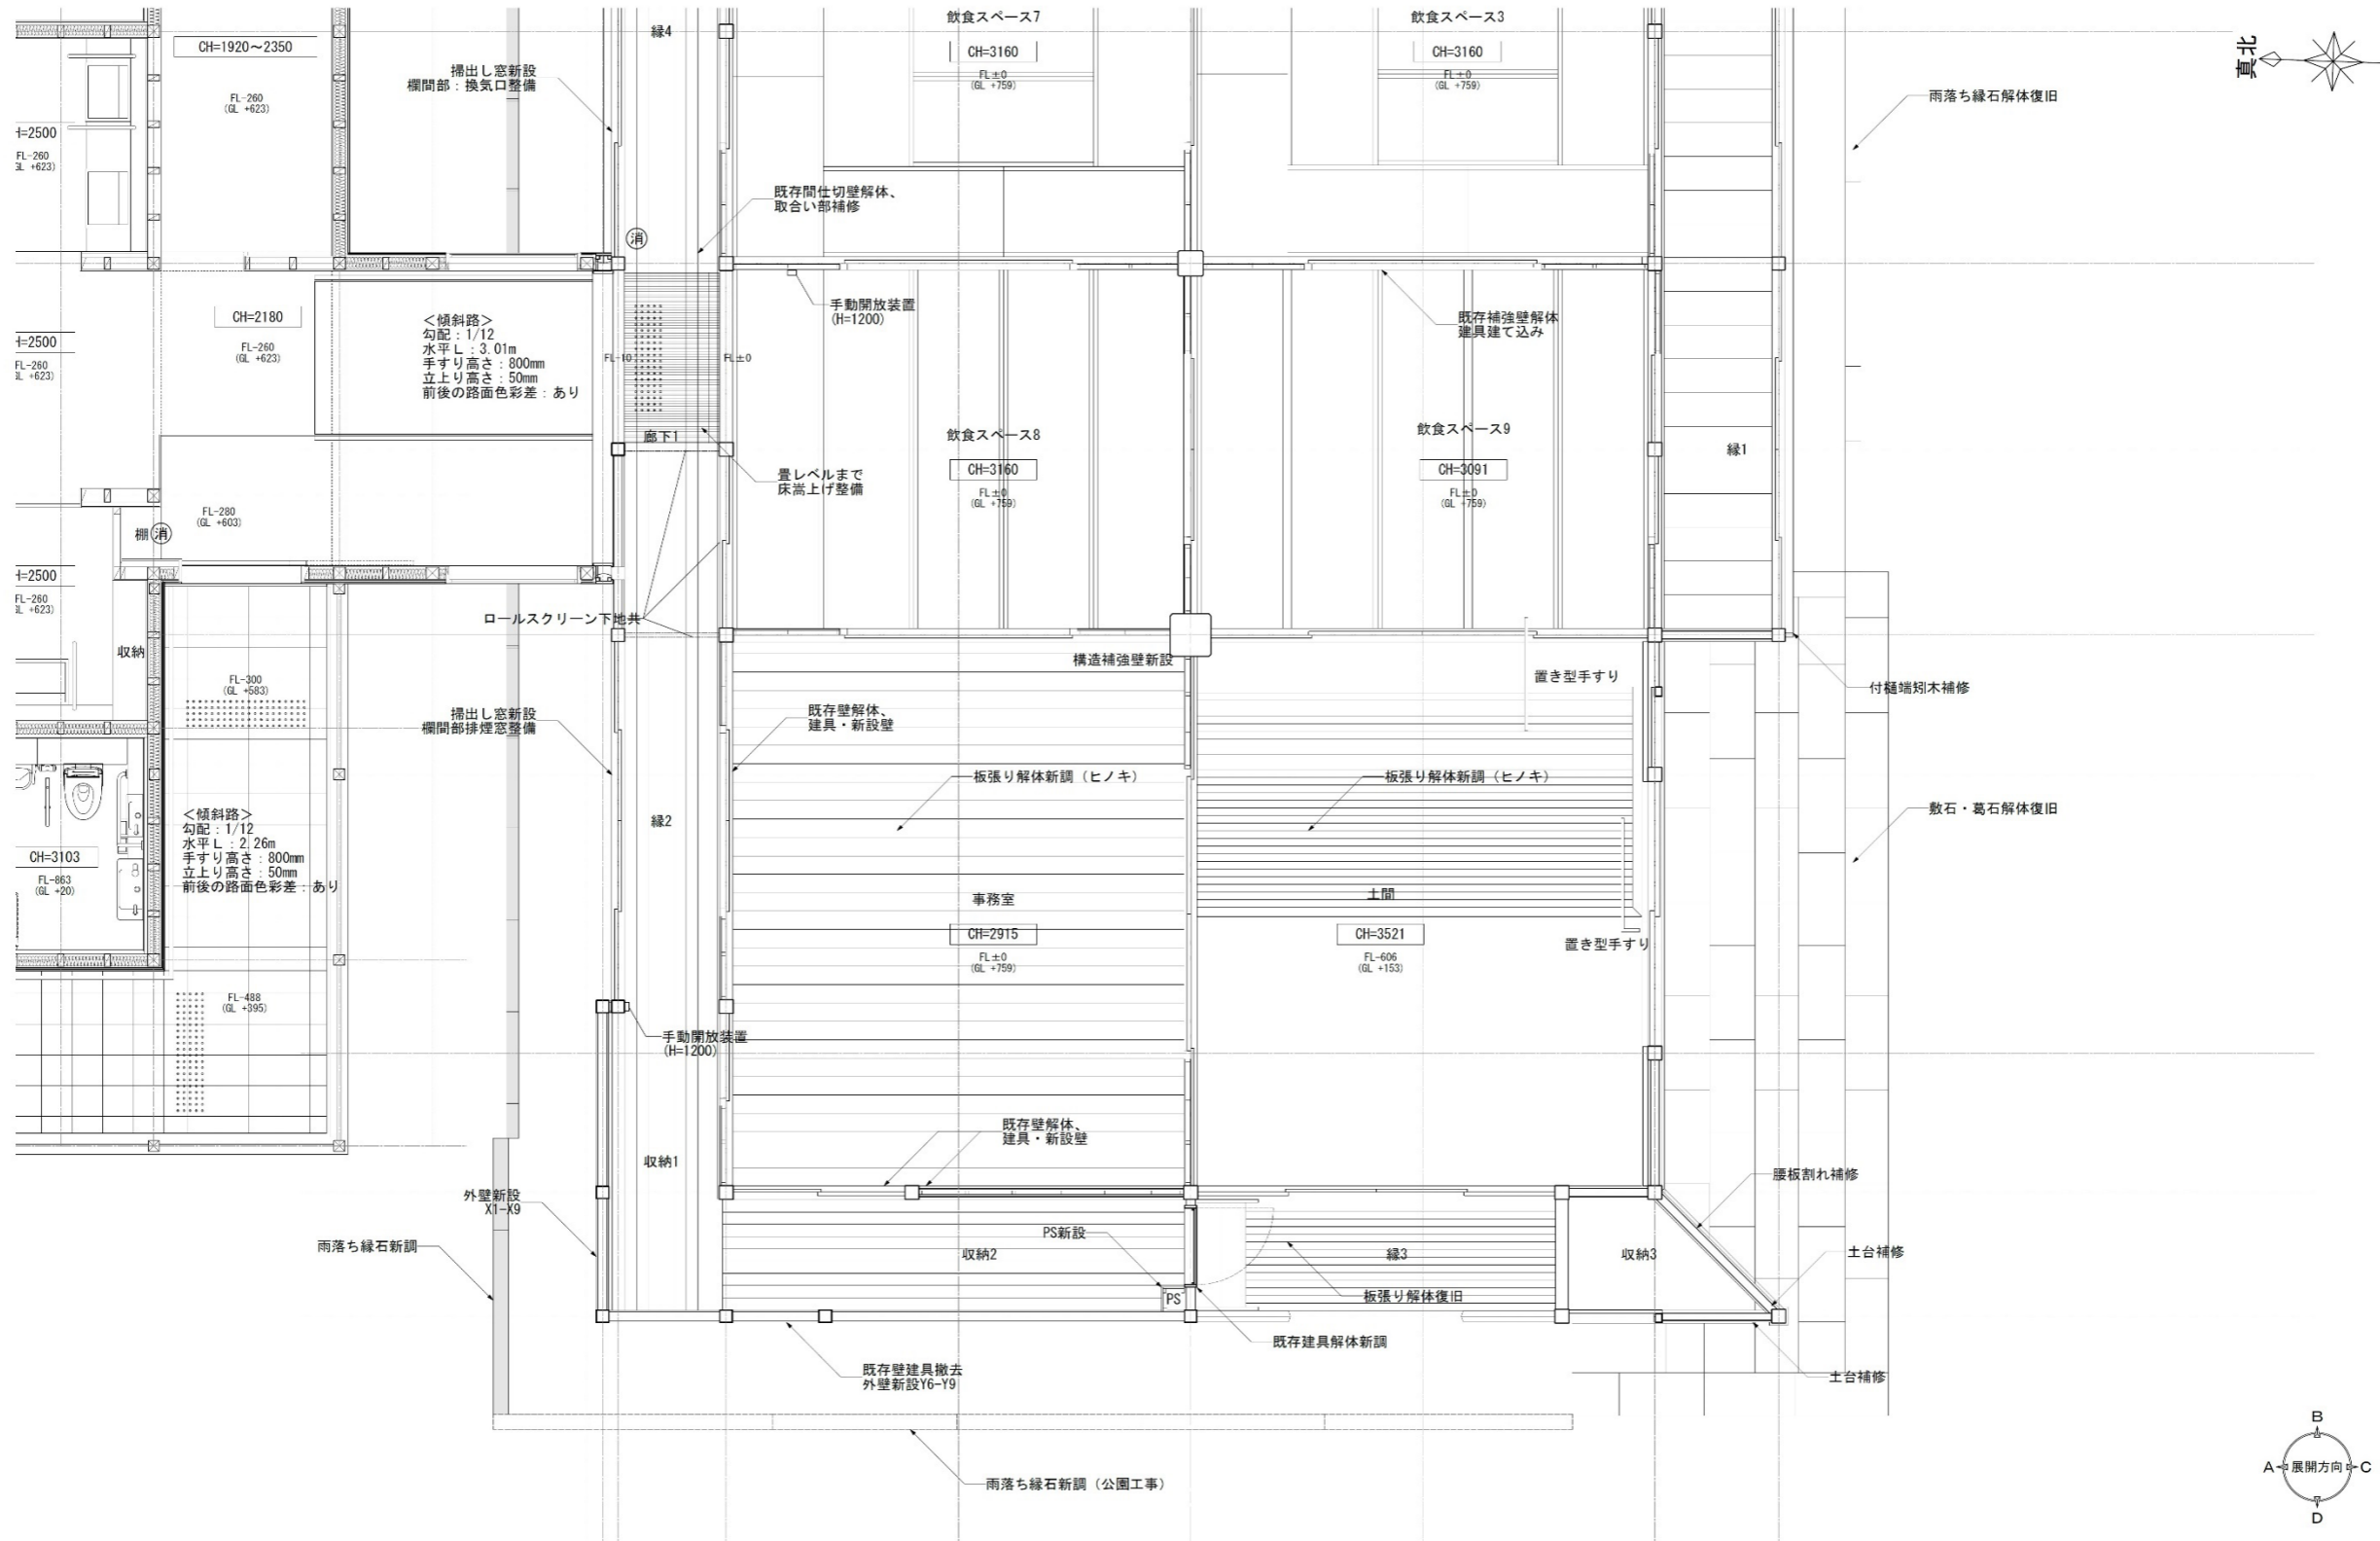 縁4
飲食スペース7
CH=3160
FL±0
(GL +759)
飲食スペース3
CH=3160
FL±0
(GL +759)
真北
CH=1920～2350
FL-260
(GL +623)
掃出し窓新設
欄間部：換気口整備
雨落ち縁石解体復旧
H=2500
FL-260
GL +623)
既存間仕切壁解体、
取合い部補修
消
手動開放装置
(H=1200)
既存補強壁解体
建具建て込み
CH=2180
FL-260
(GL +623)
＜傾斜路＞
勾配：1/12
水平L：3.01m
手すり高さ：800mm
立上り高さ：50mm
前後の路面色彩差：あり
FL-10
FL±0
H=2500
FL-260
GL +623)
廊下1
飲食スペース8
CH=3160
FL±0
(GL +759)
飲食スペース9
CH=3091
FL±0
(GL +759)
縁1
畳レベルまで
床嵩上げ整備
FL-280
(GL +603)
棚
消
H=2500
FL-260
GL +623)
ロールスクリーン下地共
収納
構造補強壁新設
置き型手すり
付樋端矧木補修
FL-300
(GL +583)
掃出し窓新設
欄間部排煙窓整備
既存壁解体、
建具・新設壁
板張り解体新調（ヒノキ）
板張り解体新調（ヒノキ）
敷石・葛石解体復旧
縁2
＜傾斜路＞
勾配：1/12
水平L：2.26m
手すり高さ：800mm
立上り高さ：50mm
前後の路面色彩差：あり
CH=3103
FL-863
(GL +20)
事務室
CH=2915
FL±0
(GL +759)
土間
CH=3521
FL-606
(GL +153)
置き型手すり
FL-488
(GL +395)
手動開放装置
(H=1200)
既存壁解体、
建具・新設壁
収納1
腰板割れ補修
外壁新設
X1-X9
雨落ち縁石新調
PS新設
収納2
縁3
収納3
土台補修
PS
板張り解体復旧
既存建具解体新調
既存壁建具撤去
外壁新設Y6-Y9
土台補修
雨落ち縁石新調（公園工事）
B
A
展開方向
C
D